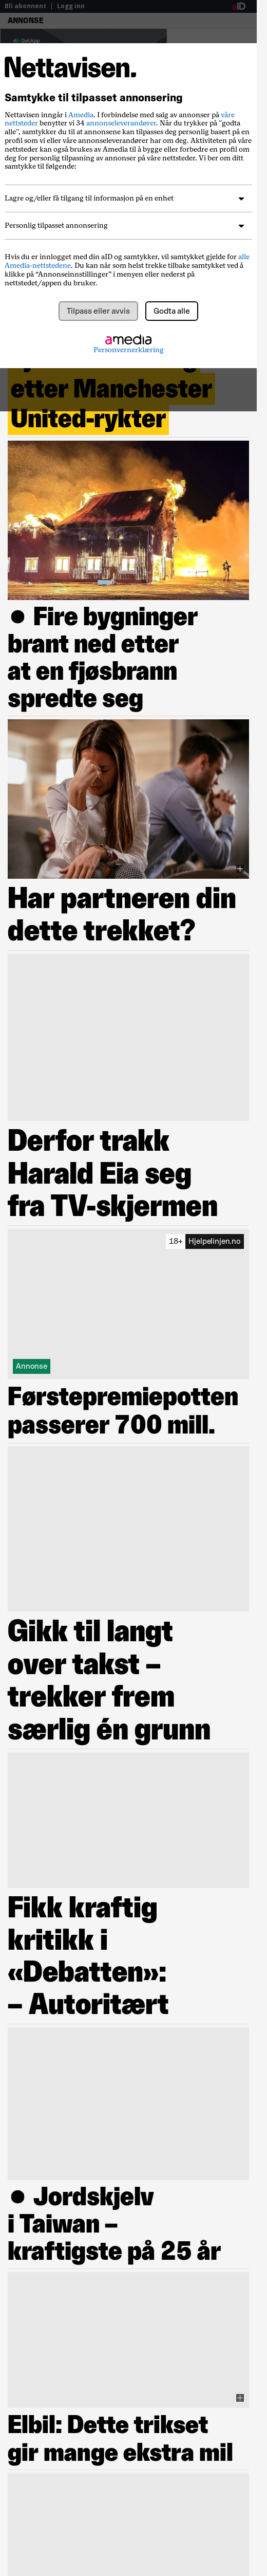 Bli abonnent | Logg inn
ANNONSE
Nettavisen.
Samtykke til tilpasset annonsering
Nettavisen inngår i Amedia. I forbindelse med salg av annonser på våre
nettsteder benytter vi 34 annonseleverandører. Når du trykker på "godta
alle", samtykker du til at annonsene kan tilpasses deg personlig basert på en
profil som vi eller våre annonseleverandører har om deg. Aktiviteten din på våre
nettsteder kan også brukes av Amedia til å bygge eller forbedre en profil om
deg for personlig tilpasning av annonser på våre nettsteder. Vi ber om ditt
samtykke til følgende:
Lagre og/eller få tilgang til informasjon på en enhet
Personlig tilpasset annonsering
Hvis du er innlogget med din aID og samtykker, vil samtykket gjelde for alle
Amedia-nettstedene. Du kan når som helst trekke tilbake samtykket ved å
klikke på “Annonseinnstillinger” i menyen eller nederst på
nettstedet/appen du bruker.
Tilpass eller avvis
Godta alle
amedia
Personvernerklæring
etter Manchester
United-rykter
● Fire bygninger
brant ned etter
at en fjøsbrann
spredte seg
Har partneren din
dette trekket?
Derfor trakk
Harald Eia seg
fra TV-skjermen
18+ Hjelpelinjen.no
Annonse
Førstepremiepotten
passerer 700 mill.
Gikk til langt
over takst –
trekker frem
særlig én grunn
Fikk kraftig
kritikk i
«Debatten»:
– Autoritært
● Jordskjelv
i Taiwan –
kraftigste på 25 år
Elbil: Dette trikset
gir mange ekstra mil